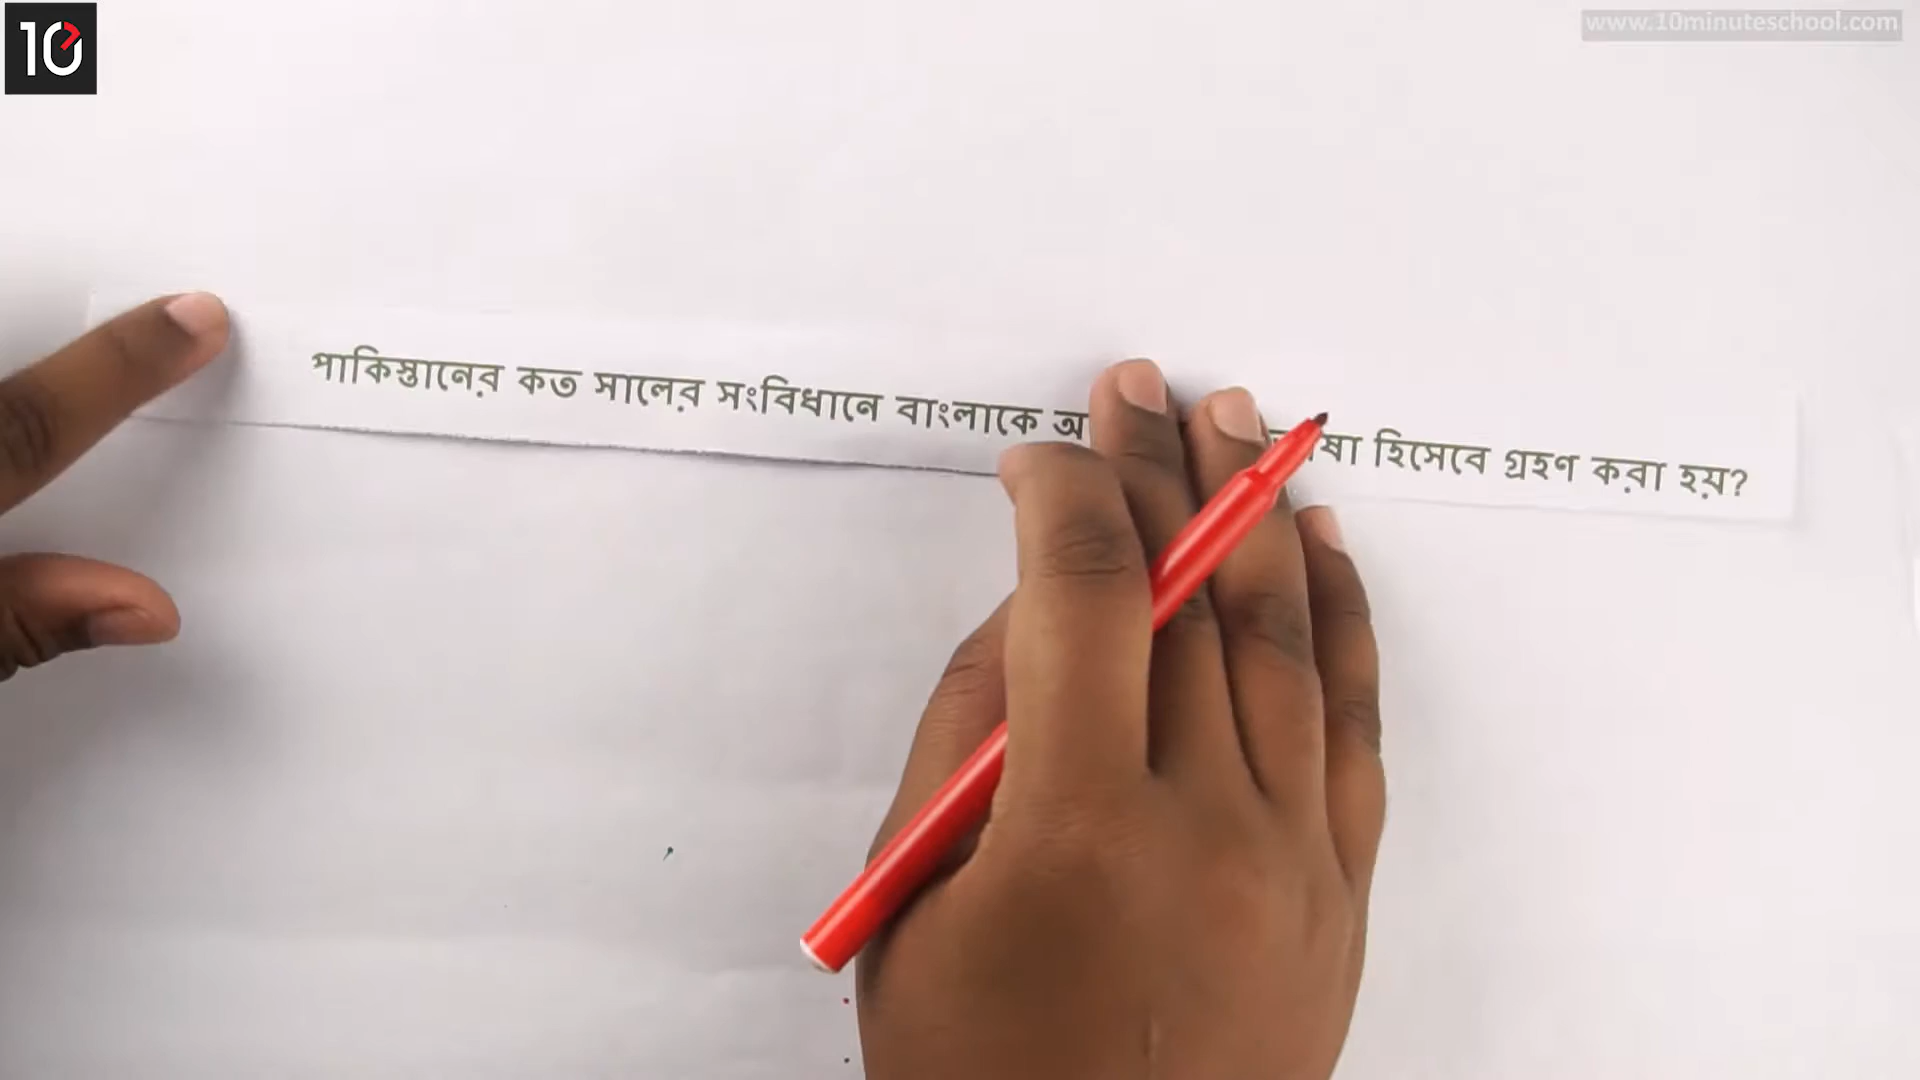 10
www.10minuteschool.com
পাকিস্তানের কত সালের সংবিধানে বাংলাকে হিসেবে গ্রহণ করা হয়?